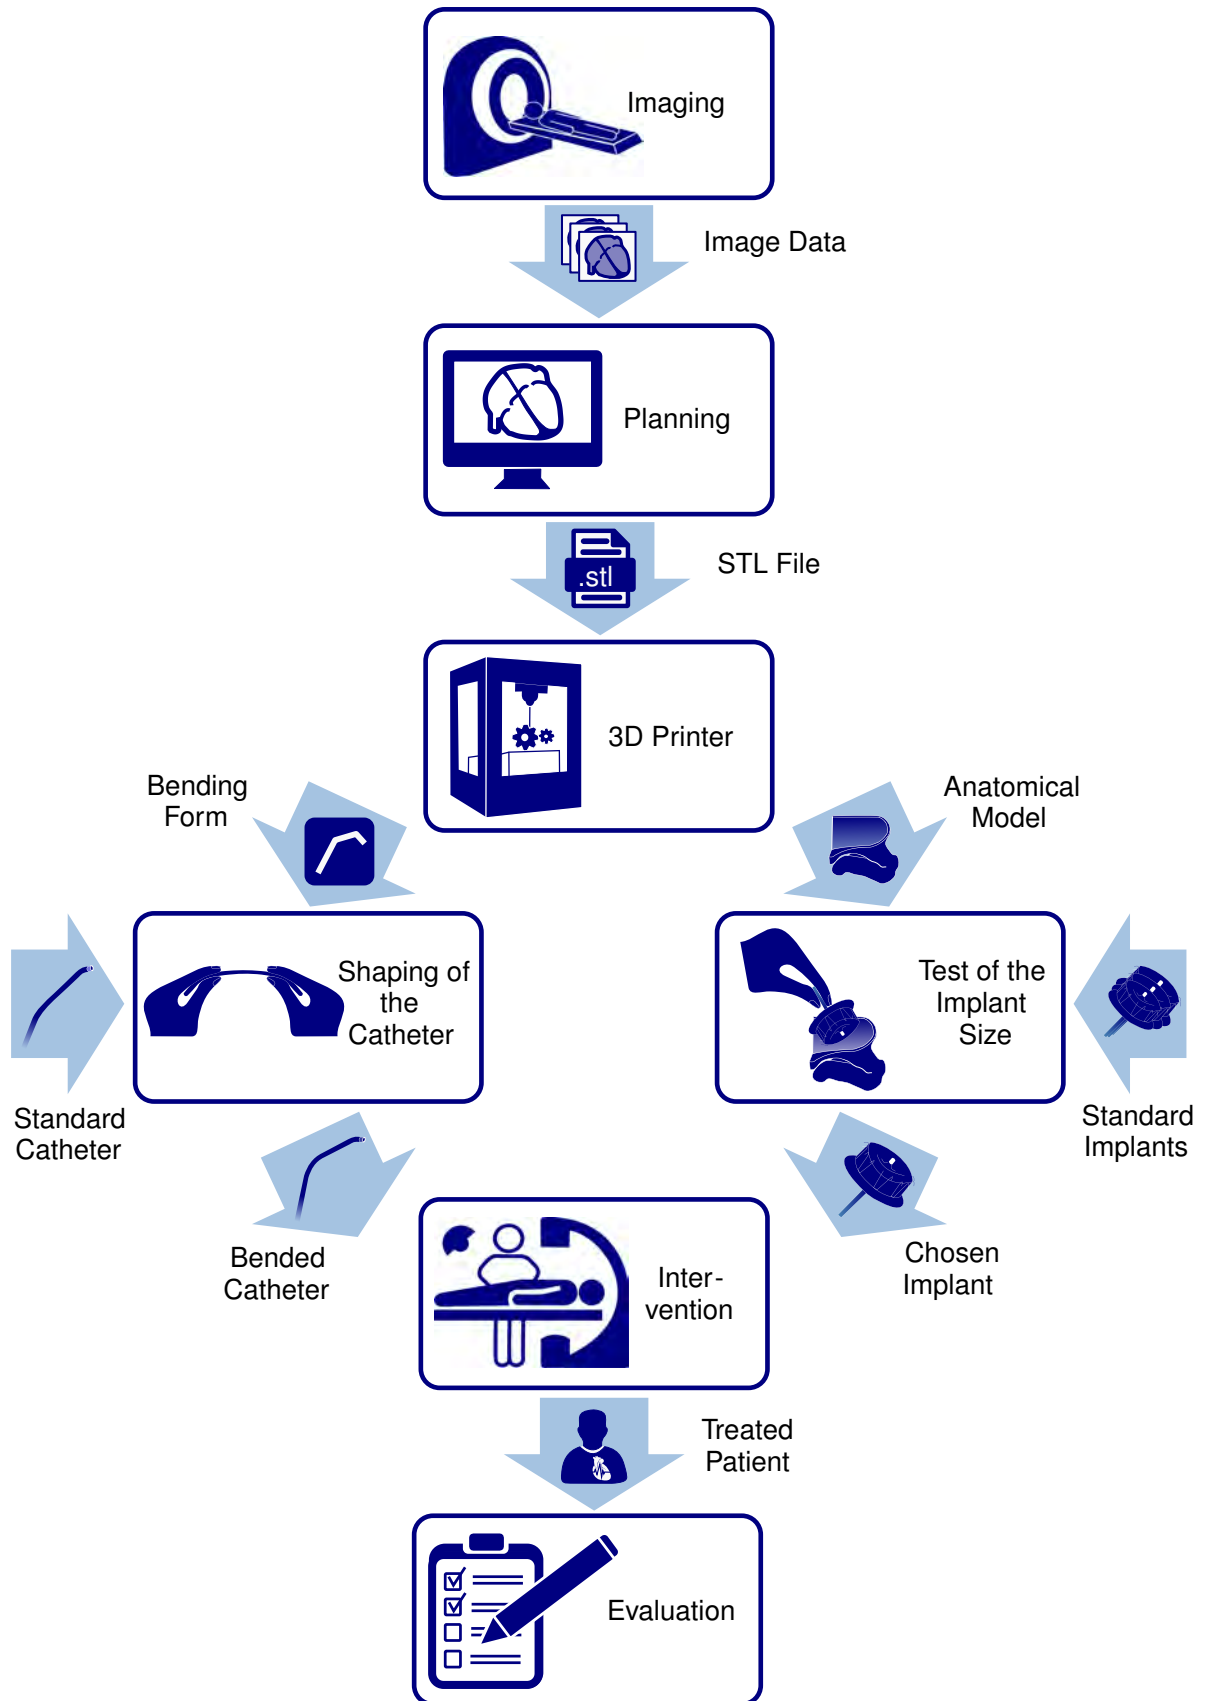 Imaging
Image Data
Planning
.stl
STL File
3D Printer
Bending
Form
Anatomical
Model
Shaping of
the
Catheter
Test of the
Implant
Size
Standard
Catheter
Standard
Implants
Bended
Catheter
Chosen
Implant
Inter-
vention
Treated
Patient
Evaluation